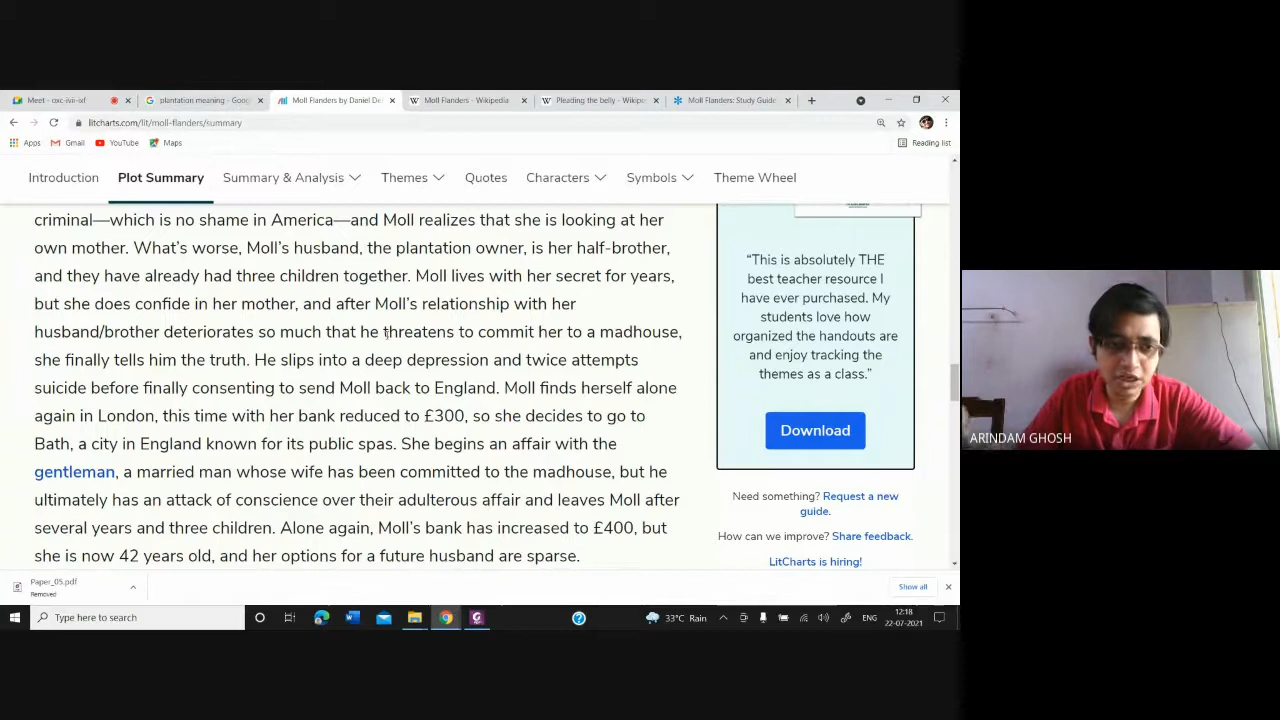 Meet - oxc-ivii-ixf
plantation meaning - Goog
Moll Flanders by Daniel De
Moll Flanders - Wikipedia
Pleading the belly - Wikipe
Moll Flanders: Study Guide
litcharts.com/lit/moll-flanders/summary
Apps Gmail YouTube Maps Reading list
Introduction Plot Summary Summary & Analysis Themes Quotes Characters Symbols Theme Wheel
criminal—which is no shame in America—and Moll realizes that she is looking at her
own mother. What's worse, Moll's husband, the plantation owner, is her half-brother,
and they have already had three children together. Moll lives with her secret for years,
but she does confide in her mother, and after Moll's relationship with her
husband/brother deteriorates so much that he threatens to commit her to a madhouse,
she finally tells him the truth. He slips into a deep depression and twice attempts
suicide before finally consenting to send Moll back to England. Moll finds herself alone
again in London, this time with her bank reduced to £300, so she decides to go to
Bath, a city in England known for its public spas. She begins an affair with the
gentleman, a married man whose wife has been committed to the madhouse, but he
ultimately has an attack of conscience over their adulterous affair and leaves Moll after
several years and three children. Alone again, Moll's bank has increased to £400, but
she is now 42 years old, and her options for a future husband are sparse.
“This is absolutely THE
best teacher resource I
have ever purchased. My
students love how
organized the handouts are
and enjoy tracking the
themes as a class.”
Download
Need something? Request a new
guide.
How can we improve? Share feedback.
LitCharts is hiring!
ARINDAM GHOSH
Paper_05.pdf
Removed
Show all
Type here to search
33°C Rain
ENG
12:18
22-07-2021